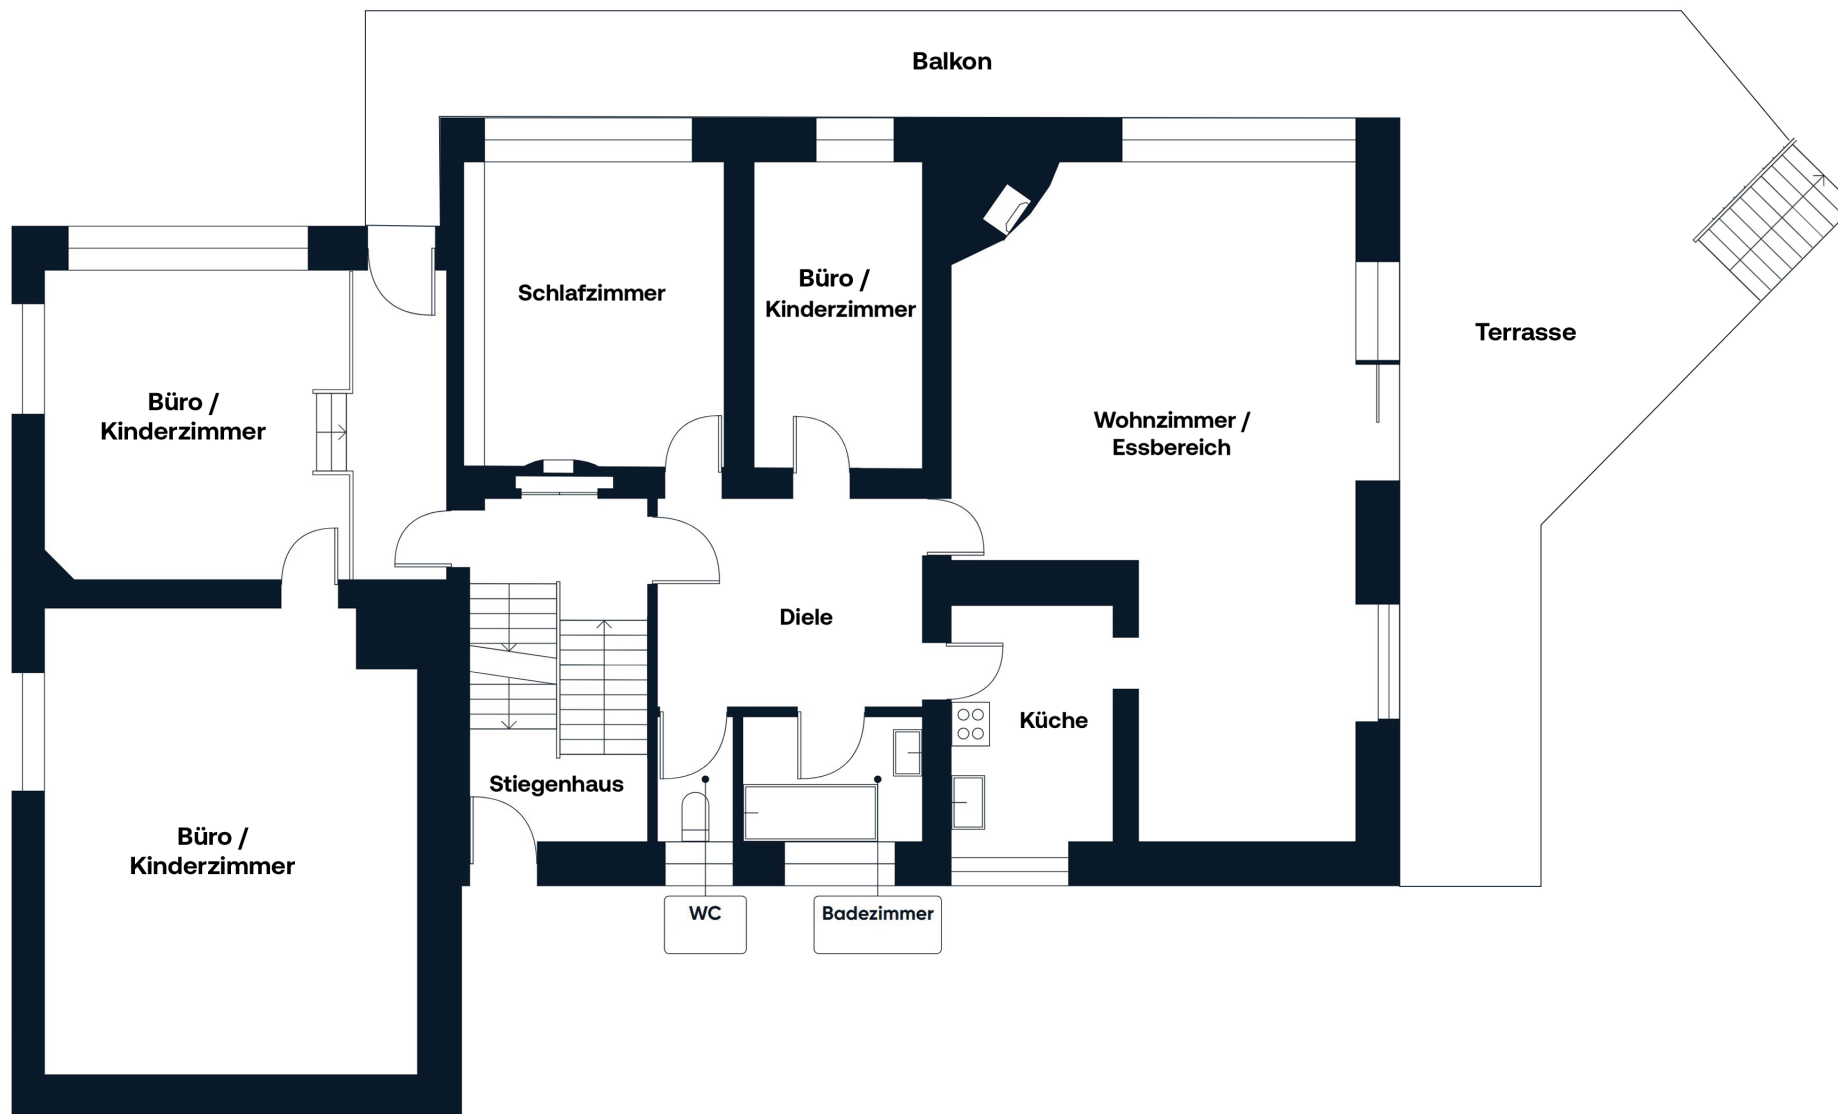 Balkon
Schlafzimmer
Büro /
Kinderzimmer
Terrasse
Büro /
Kinderzimmer
Wohnzimmer /
Essbereich
Diele
Küche
Stiegenhaus
Büro /
Kinderzimmer
WC
Badezimmer